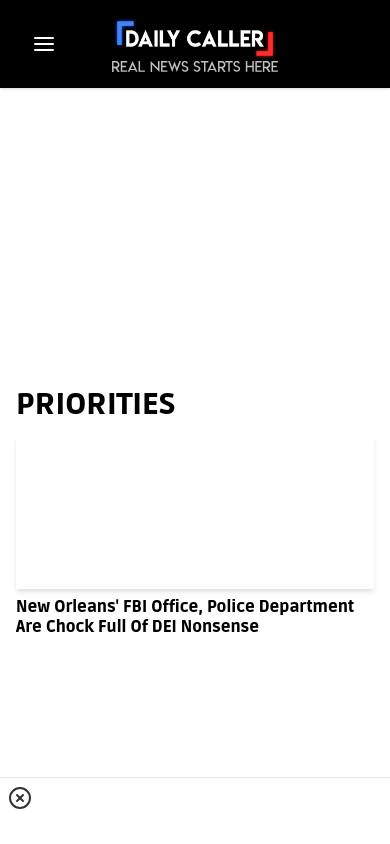 DAILY CALLER
REAL NEWS STARTS HERE
PRIORITIES
New Orleans' FBI Office, Police Department
Are Chock Full Of DEI Nonsense